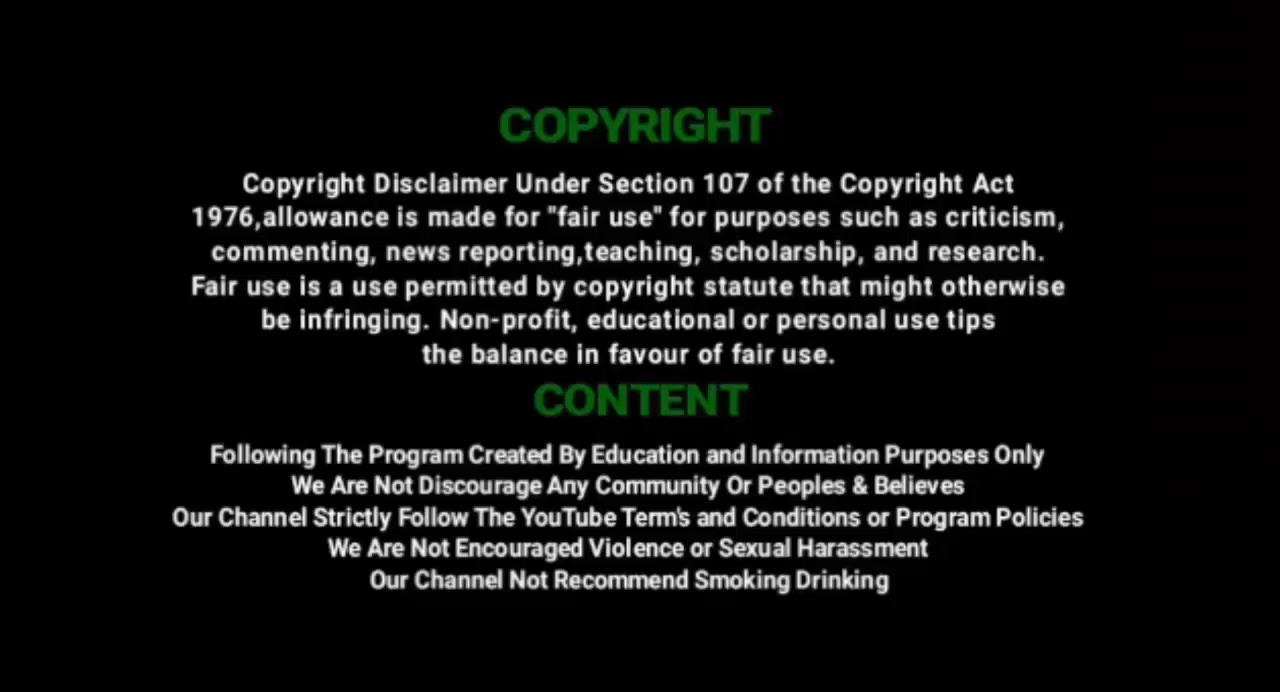 COPYRIGHT
Copyright Disclaimer Under Section 107 of the Copyright Act
1976,allowance is made for "fair use" for purposes such as criticism,
commenting, news reporting,teaching, scholarship, and research.
Fair use is a use permitted by copyright statute that might otherwise
be infringing. Non-profit, educational or personal use tips
the balance in favour of fair use.
CONTENT
Following The Program Created By Education and Information Purposes Only
We Are Not Discourage Any Community Or Peoples & Believes
Our Channel Strictly Follow The YouTube Term's and Conditions or Program Policies
We Are Not Encouraged Violence or Sexual Harassment
Our Channel Not Recommend Smoking Drinking